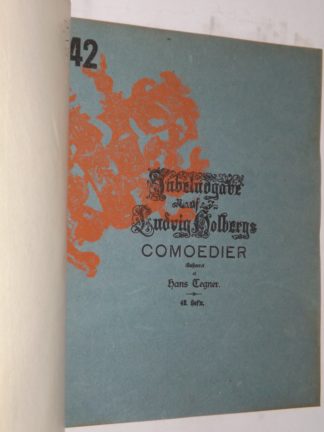 42
Jubeludgave
af
Ludvig Holbergs
COMOEDIER
illustreret
af
Hans Tegner.
42. Hefte.